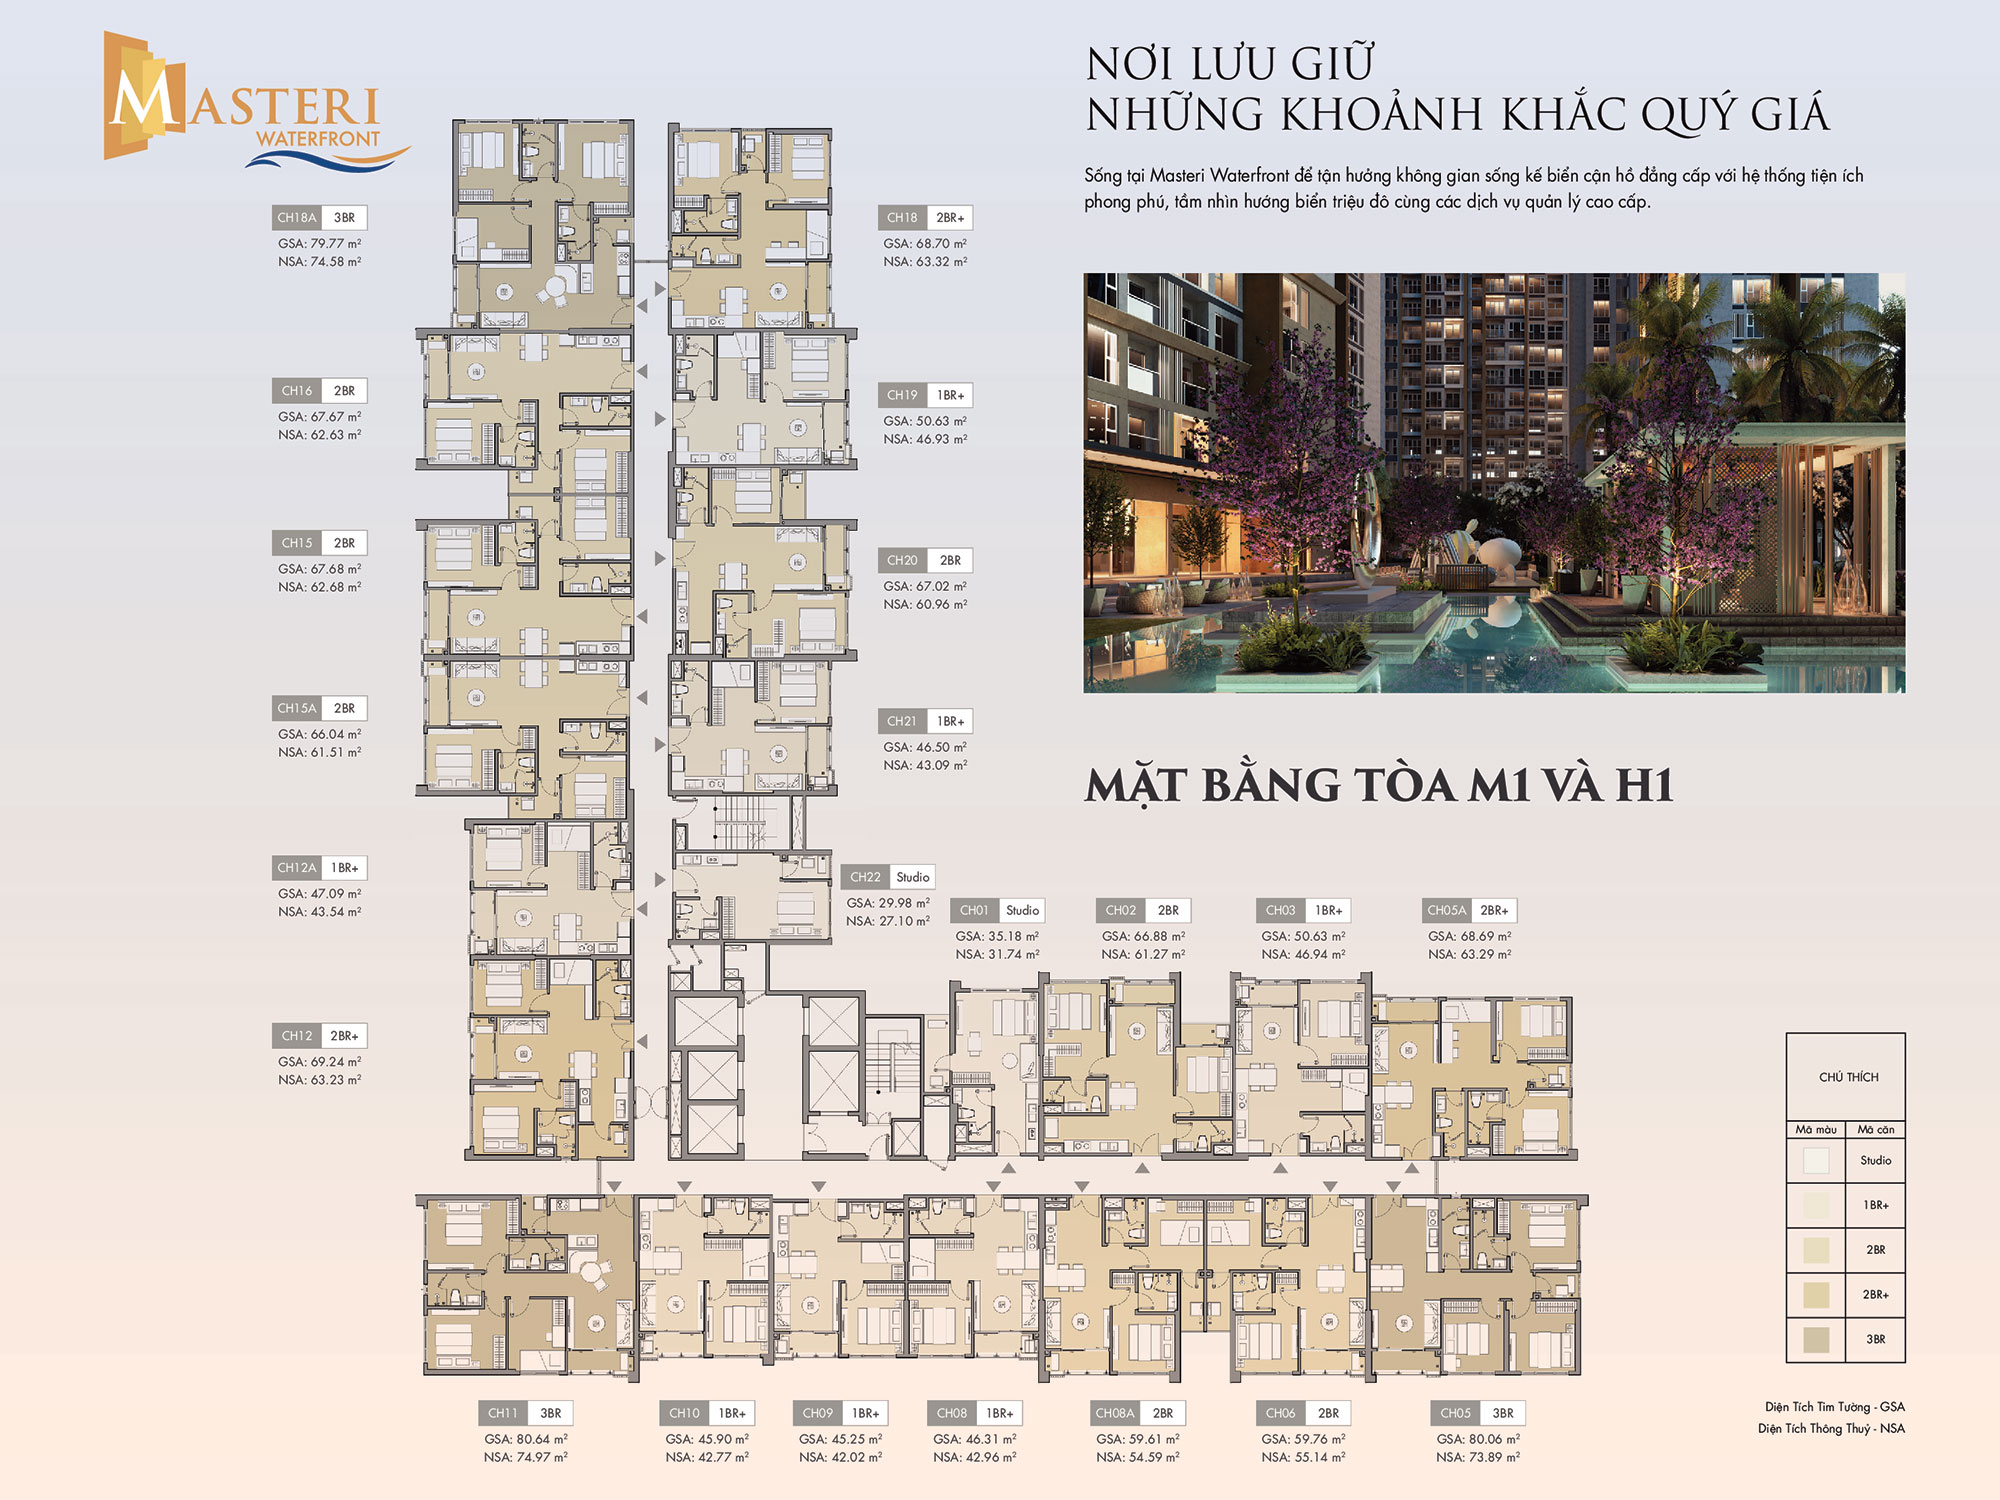 MASTERI
WATERFRONT
NƠI LƯU GIỮ
NHỮNG KHOẢNH KHẮC QUÝ GIÁ
Sống tại Masteri Waterfront để tận hưởng không gian sống kế biển cận hồ đẳng cấp với hệ thống tiện ích
phong phú, tầm nhìn hướng biển triệu đô cùng các dịch vụ quản lý cao cấp.
MẶT BẰNG TÒA M1 VÀ H1
CH18A 3BR
GSA: 79.77 m²
NSA: 74.58 m²
CH18 2BR+
GSA: 68.70 m²
NSA: 63.32 m²
CH16 2BR
GSA: 67.67 m²
NSA: 62.63 m²
CH19 1BR+
GSA: 50.63 m²
NSA: 46.93 m²
CH15 2BR
GSA: 67.68 m²
NSA: 62.68 m²
CH20 2BR
GSA: 67.02 m²
NSA: 60.96 m²
CH15A 2BR
GSA: 66.04 m²
NSA: 61.51 m²
CH21 1BR+
GSA: 46.50 m²
NSA: 43.09 m²
CH12A 1BR+
GSA: 47.09 m²
NSA: 43.54 m²
CH22 Studio
GSA: 29.98 m²
NSA: 27.10 m²
CH01 Studio
GSA: 35.18 m²
NSA: 31.74 m²
CH02 2BR
GSA: 66.88 m²
NSA: 61.27 m²
CH03 1BR+
GSA: 50.63 m²
NSA: 46.94 m²
CH05A 2BR+
GSA: 68.69 m²
NSA: 63.29 m²
CH12 2BR+
GSA: 69.24 m²
NSA: 63.23 m²
CH11 3BR
GSA: 80.64 m²
NSA: 74.97 m²
CH10 1BR+
GSA: 45.90 m²
NSA: 42.77 m²
CH09 1BR+
GSA: 45.25 m²
NSA: 42.02 m²
CH08 1BR+
GSA: 46.31 m²
NSA: 42.96 m²
CH08A 2BR
GSA: 59.61 m²
NSA: 54.59 m²
CH06 2BR
GSA: 59.76 m²
NSA: 55.14 m²
CH05 3BR
GSA: 80.06 m²
NSA: 73.89 m²
CHÚ THÍCH
Mã màu Mã căn
Studio
1BR+
2BR
2BR+
3BR
Diện Tích Tim Tường - GSA
Diện Tích Thông Thuỷ - NSA